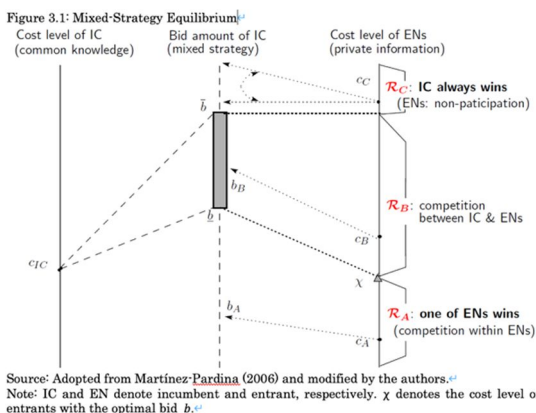 Figure 3.1: Mixed-Strategy Equilibrium
Cost level of IC
(common knowledge)
Bid amount of IC
(mixed strategy)
Cost level of ENs
(private information)
c_C
R_C: IC always wins
(ENs: non-paticipation)
b̄
b_B
R_B: competition
between IC & ENs
b̲
c_B
c_IC
χ
b_A
R_A: one of ENs wins
(competition within ENs)
c_A
Source: Adopted from Martínez-Pardina (2006) and modified by the authors.
Note: IC and EN denote incumbent and entrant, respectively. χ denotes the cost level o
entrants with the optimal bid b.